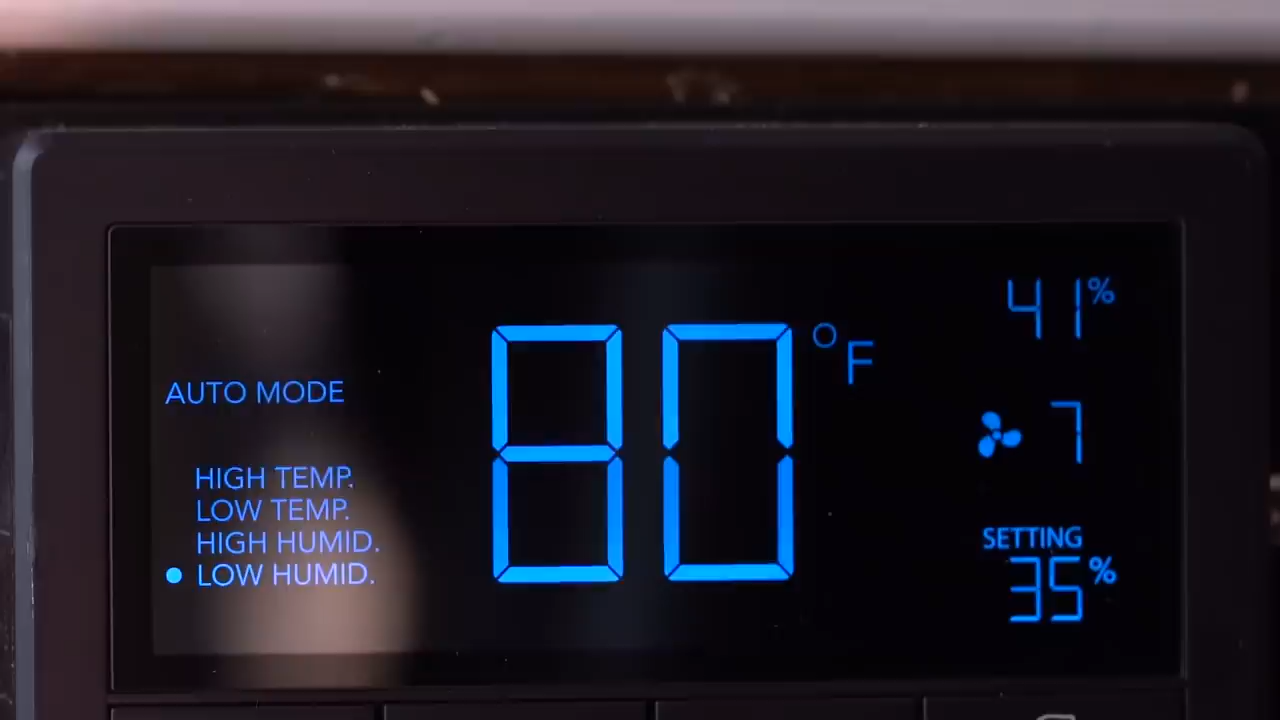 AUTO MODE
HIGH TEMP.
LOW TEMP.
HIGH HUMID.
LOW HUMID.
80 °F
41%
7
SETTING
35%